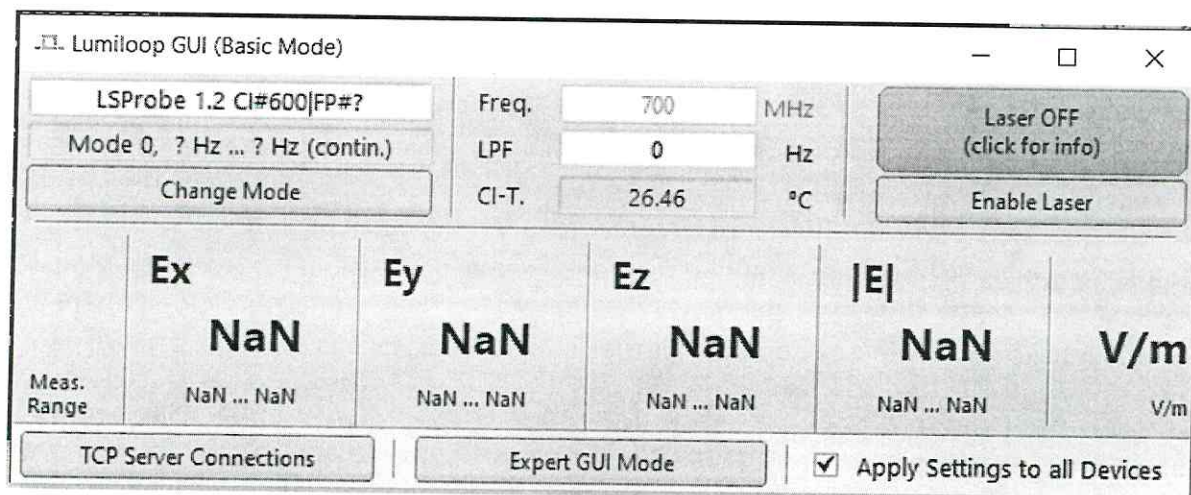 Lumiloop GUI (Basic Mode)
LSProbe 1.2 CI#600|FP#?
Freq.
700
MHz
Laser OFF
(click for info)
Mode 0, ? Hz ... ? Hz (contin.)
LPF
0
Hz
Change Mode
CI-T.
26.46
°C
Enable Laser
Ex
Ey
Ez
|E|
NaN
NaN
NaN
NaN
V/m
Meas.
Range
NaN ... NaN
NaN ... NaN
NaN ... NaN
NaN ... NaN
V/m
TCP Server Connections
Expert GUI Mode
Apply Settings to all Devices